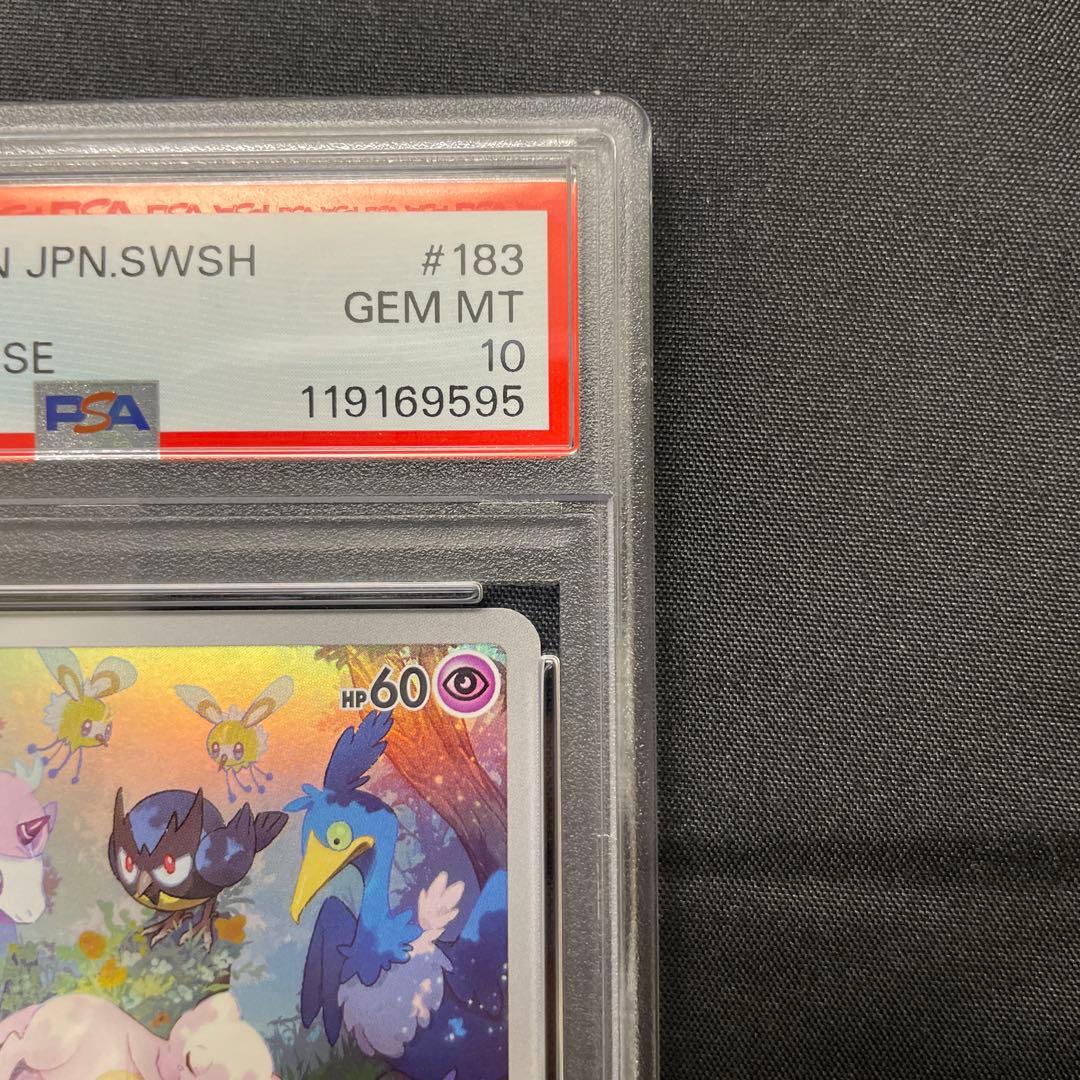 N JPN.SWSH #183
GEM MT
SE 10
PSA
119169595
HP60